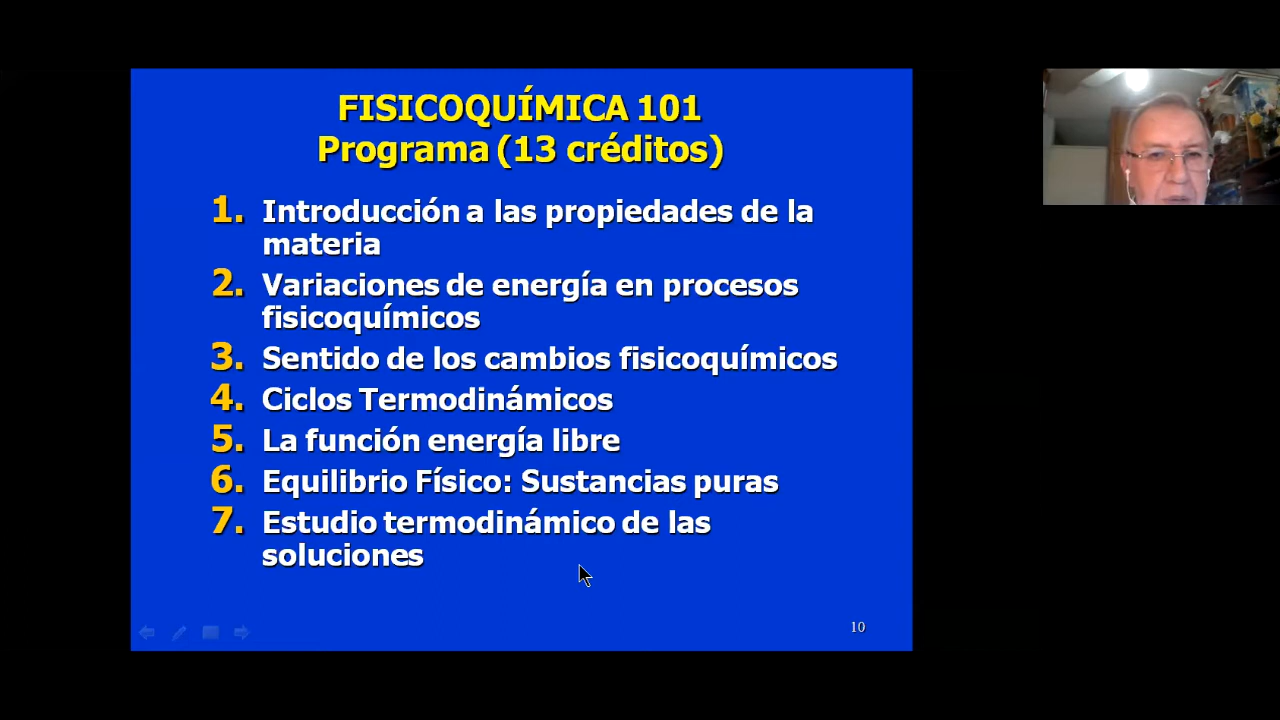 FISICOQUÍMICA 101
Programa (13 créditos)
1. Introducción a las propiedades de la
materia
2. Variaciones de energía en procesos
fisicoquímicos
3. Sentido de los cambios fisicoquímicos
4. Ciclos Termodinámicos
5. La función energía libre
6. Equilibrio Físico: Sustancias puras
7. Estudio termodinámico de las
soluciones
10